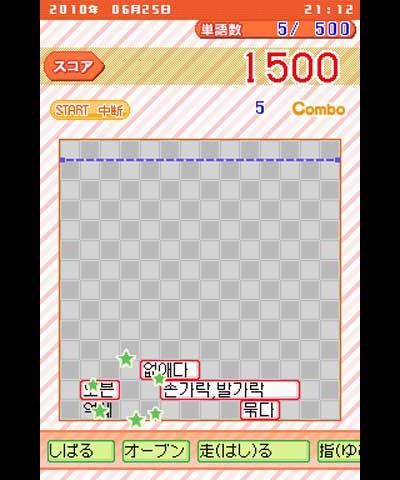 2010年 06月25日 21:12
単語数 5/ 500
スコア 1500
START 中断 5 Combo
없애다
오븐 손가락,발가락
묶다
しばる オーブン 走(はし)る 指(ゆ